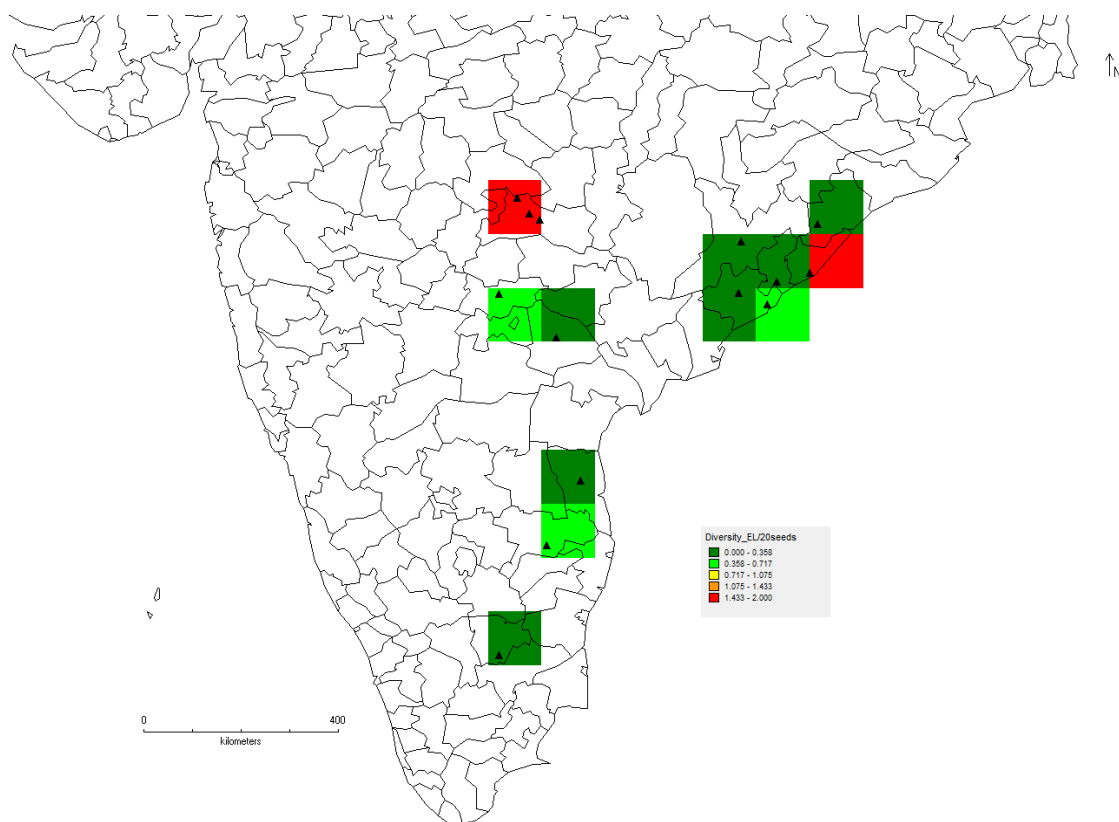 N
Diversity_EL/20seeds
0.000 - 0.358
0.358 - 0.717
0.717 - 1.075
1.075 - 1.433
1.433 - 2.000
0 400
kilometers